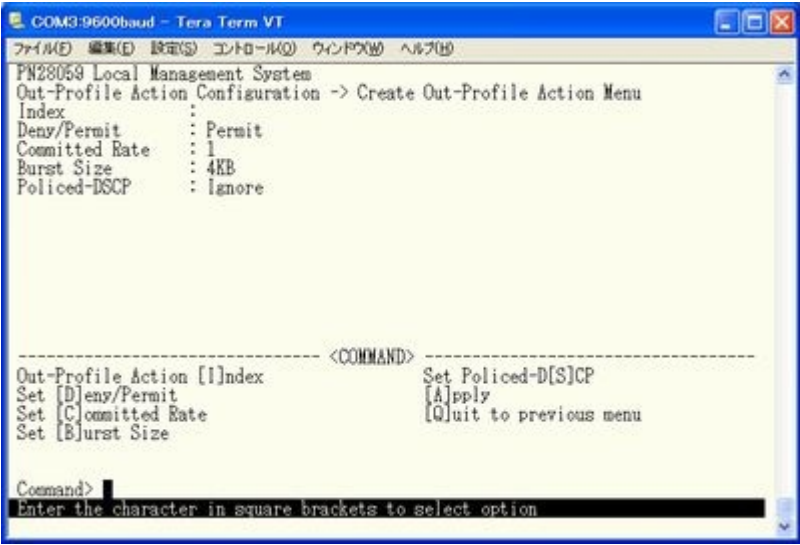 COM3:9600baud - Tera Term VT
ファイル(F) 編集(E) 設定(S) コントロール(O) ウィンドウ(W) ヘルプ(H)
PN28059 Local Management System
Out-Profile Action Configuration -> Create Out-Profile Action Menu
Index :
Deny/Permit : Permit
Committed Rate : 1
Burst Size : 4KB
Policed-DSCP : Ignore
-------------------------------- <COMMAND> -----------------------------------
Out-Profile Action [I]ndex Set Policed-D[S]CP
Set [D]eny/Permit [A]pply
Set [C]ommitted Rate [Q]uit to previous menu
Set [B]urst Size
Command>
Enter the character in square brackets to select option